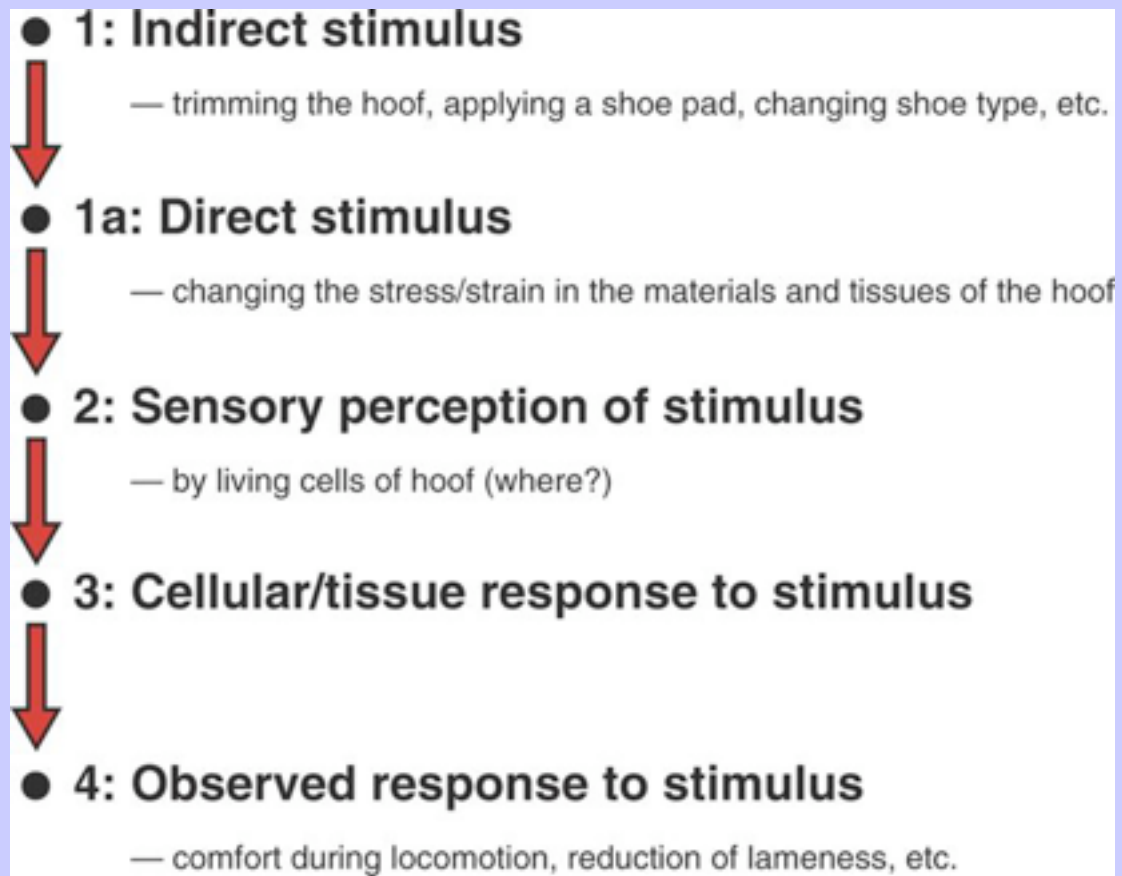 1: Indirect stimulus
— trimming the hoof, applying a shoe pad, changing shoe type, etc.
1a: Direct stimulus
— changing the stress/strain in the materials and tissues of the hoof
2: Sensory perception of stimulus
— by living cells of hoof (where?)
3: Cellular/tissue response to stimulus
4: Observed response to stimulus
— comfort during locomotion, reduction of lameness, etc.